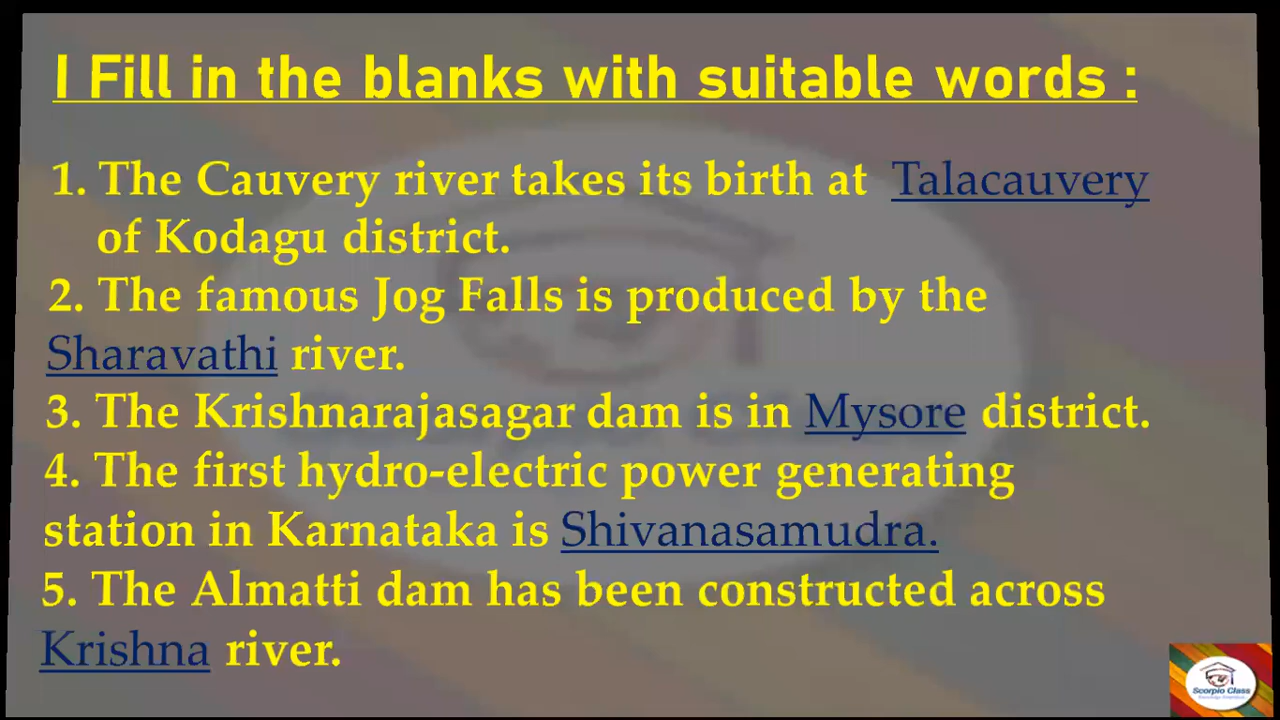 I Fill in the blanks with suitable words :
1. The Cauvery river takes its birth at Talacauvery
of Kodagu district.
2. The famous Jog Falls is produced by the
Sharavathi river.
3. The Krishnarajasagar dam is in Mysore district.
4. The first hydro-electric power generating
station in Karnataka is Shivanasamudra.
5. The Almatti dam has been constructed across
Krishna river.
Scorpio Class